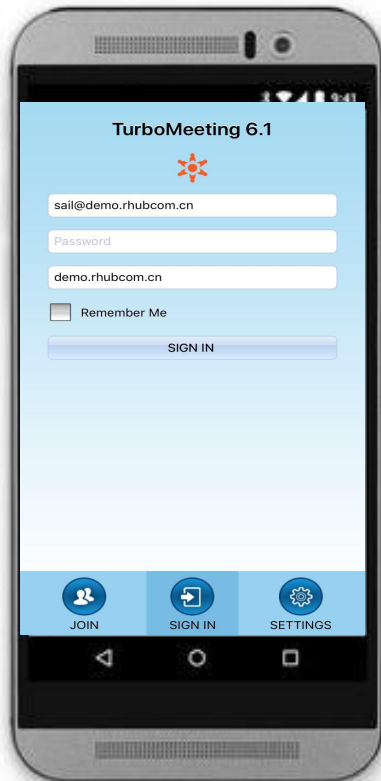 9:41
TurboMeeting 6.1
sail@demo.rhubcom.cn
Password
demo.rhubcom.cn
Remember Me
SIGN IN
JOIN
SIGN IN
SETTINGS